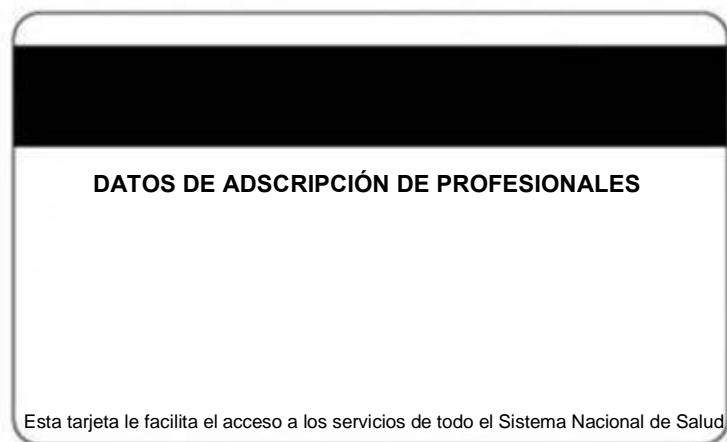 DATOS DE ADSCRIPCIÓN DE PROFESIONALES
Esta tarjeta le facilita el acceso a los servicios de todo el Sistema Nacional de Salud